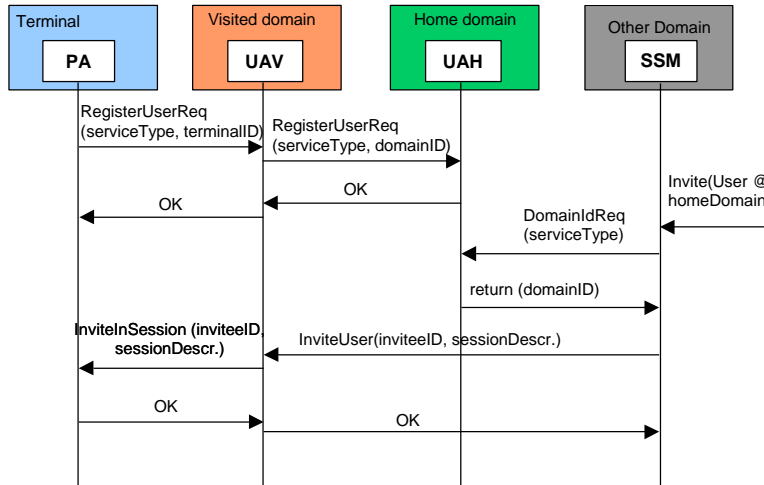 Terminal
Visited domain
Home domain
Other Domain
PA
UAV
UAH
SSM
RegisterUserReq
(serviceType, terminalID)
RegisterUserReq
(serviceType, domainID)
OK
OK
Invite(User @
homeDomain
DomainIdReq
(serviceType)
return (domainID)
InviteInSession (inviteeID,
sessionDescr.)
InviteUser(inviteeID, sessionDescr.)
OK
OK